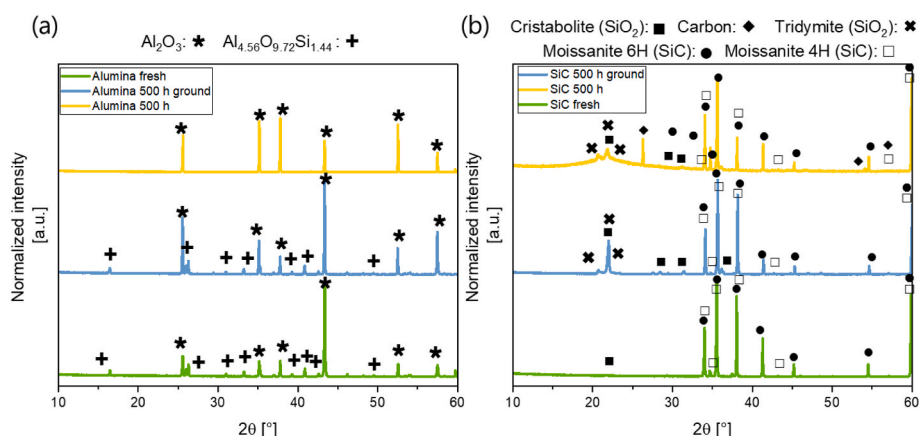 (a)
Al₂O₃: ✱ Al₄.₅₆O₉.₇₂Si₁.₄₄ : +
Alumina fresh
Alumina 500 h ground
Alumina 500 h
Normalized intensity
[a.u.]
10 20 30 40 50 60
2θ [°]
(b)
Cristabolite (SiO₂): ■ Carbon: ◆ Tridymite (SiO₂): ✖
Moissanite 6H (SiC): ● Moissanite 4H (SiC): □
SiC 500 h ground
SiC 500 h
SiC fresh
Normalized intensity
[a.u.]
10 20 30 40 50 60
2θ [°]